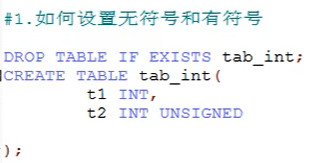 #1.如何设置无符号和有符号
DROP TABLE IF EXISTS tab_int;
CREATE TABLE tab_int(
t1 INT,
t2 INT UNSIGNED
);